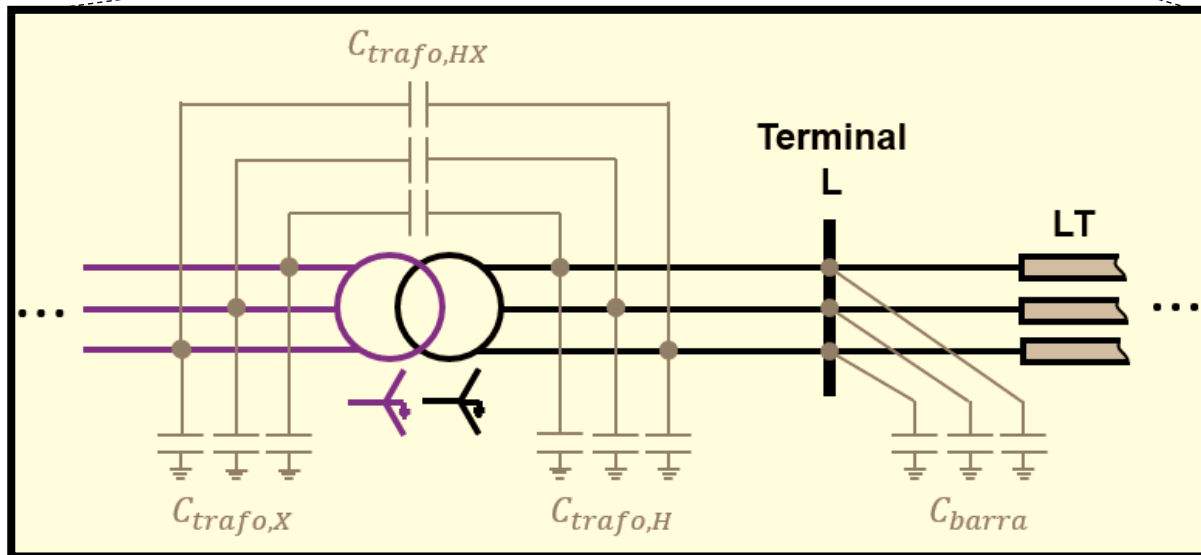 C_{trafo,HX}
Terminal
L
LT
...
...
C_{trafo,X}
C_{trafo,H}
C_{barra}